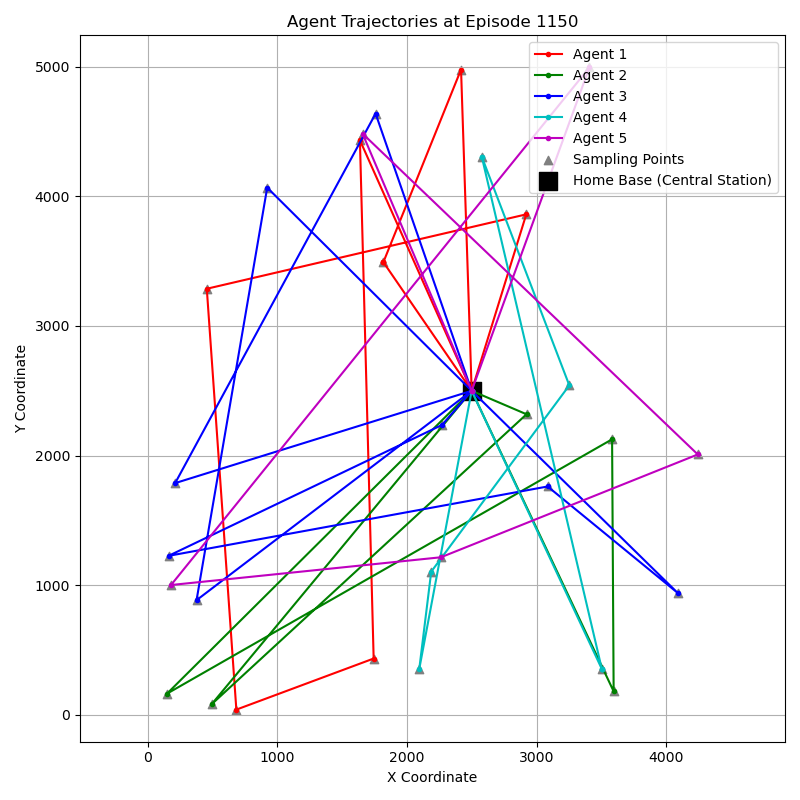 Agent Trajectories at Episode 1150
Agent 1
Agent 2
Agent 3
Agent 4
Agent 5
Sampling Points
Home Base (Central Station)
Y Coordinate
5000
4000
3000
2000
1000
0
0 1000 2000 3000 4000
X Coordinate